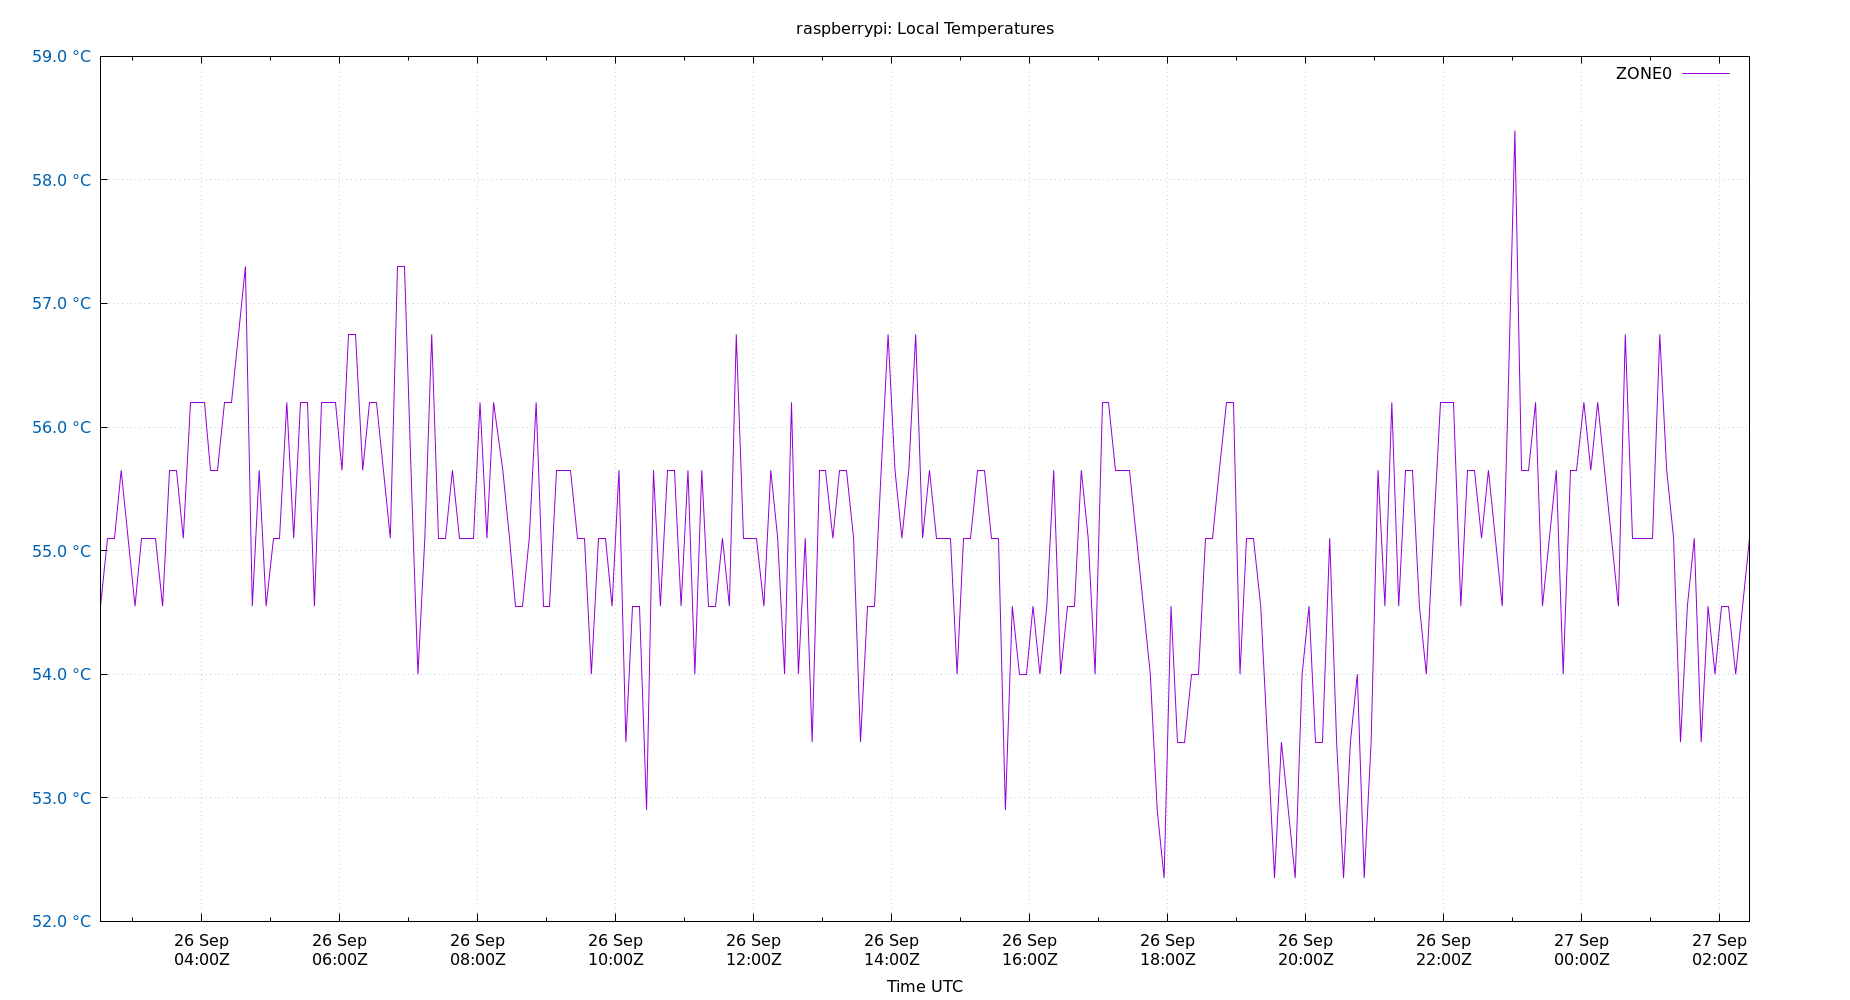 raspberrypi: Local Temperatures
59.0 °C
ZONE0
58.0 °C
57.0 °C
56.0 °C
55.0 °C
54.0 °C
53.0 °C
52.0 °C
26 Sep 26 Sep 26 Sep 26 Sep 26 Sep 26 Sep 26 Sep 26 Sep 26 Sep 26 Sep 27 Sep 27 Sep
04:00Z 06:00Z 08:00Z 10:00Z 12:00Z 14:00Z 16:00Z 18:00Z 20:00Z 22:00Z 00:00Z 02:00Z
Time UTC